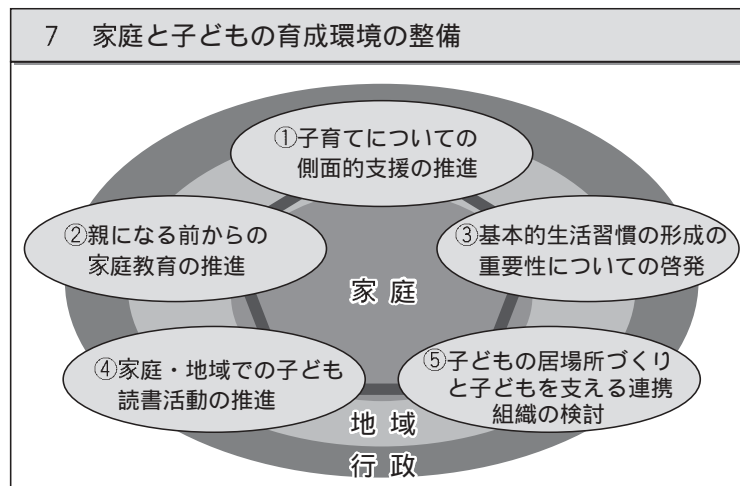 7 家庭と子どもの育成環境の整備
①子育てについての
側面的支援の推進
②親になる前からの
家庭教育の推進
③基本的生活習慣の形成の
重要性についての啓発
家庭
④家庭・地域での子ども
読書活動の推進
⑤子どもの居場所づくり
と子どもを支える連携
組織の検討
地域
行政